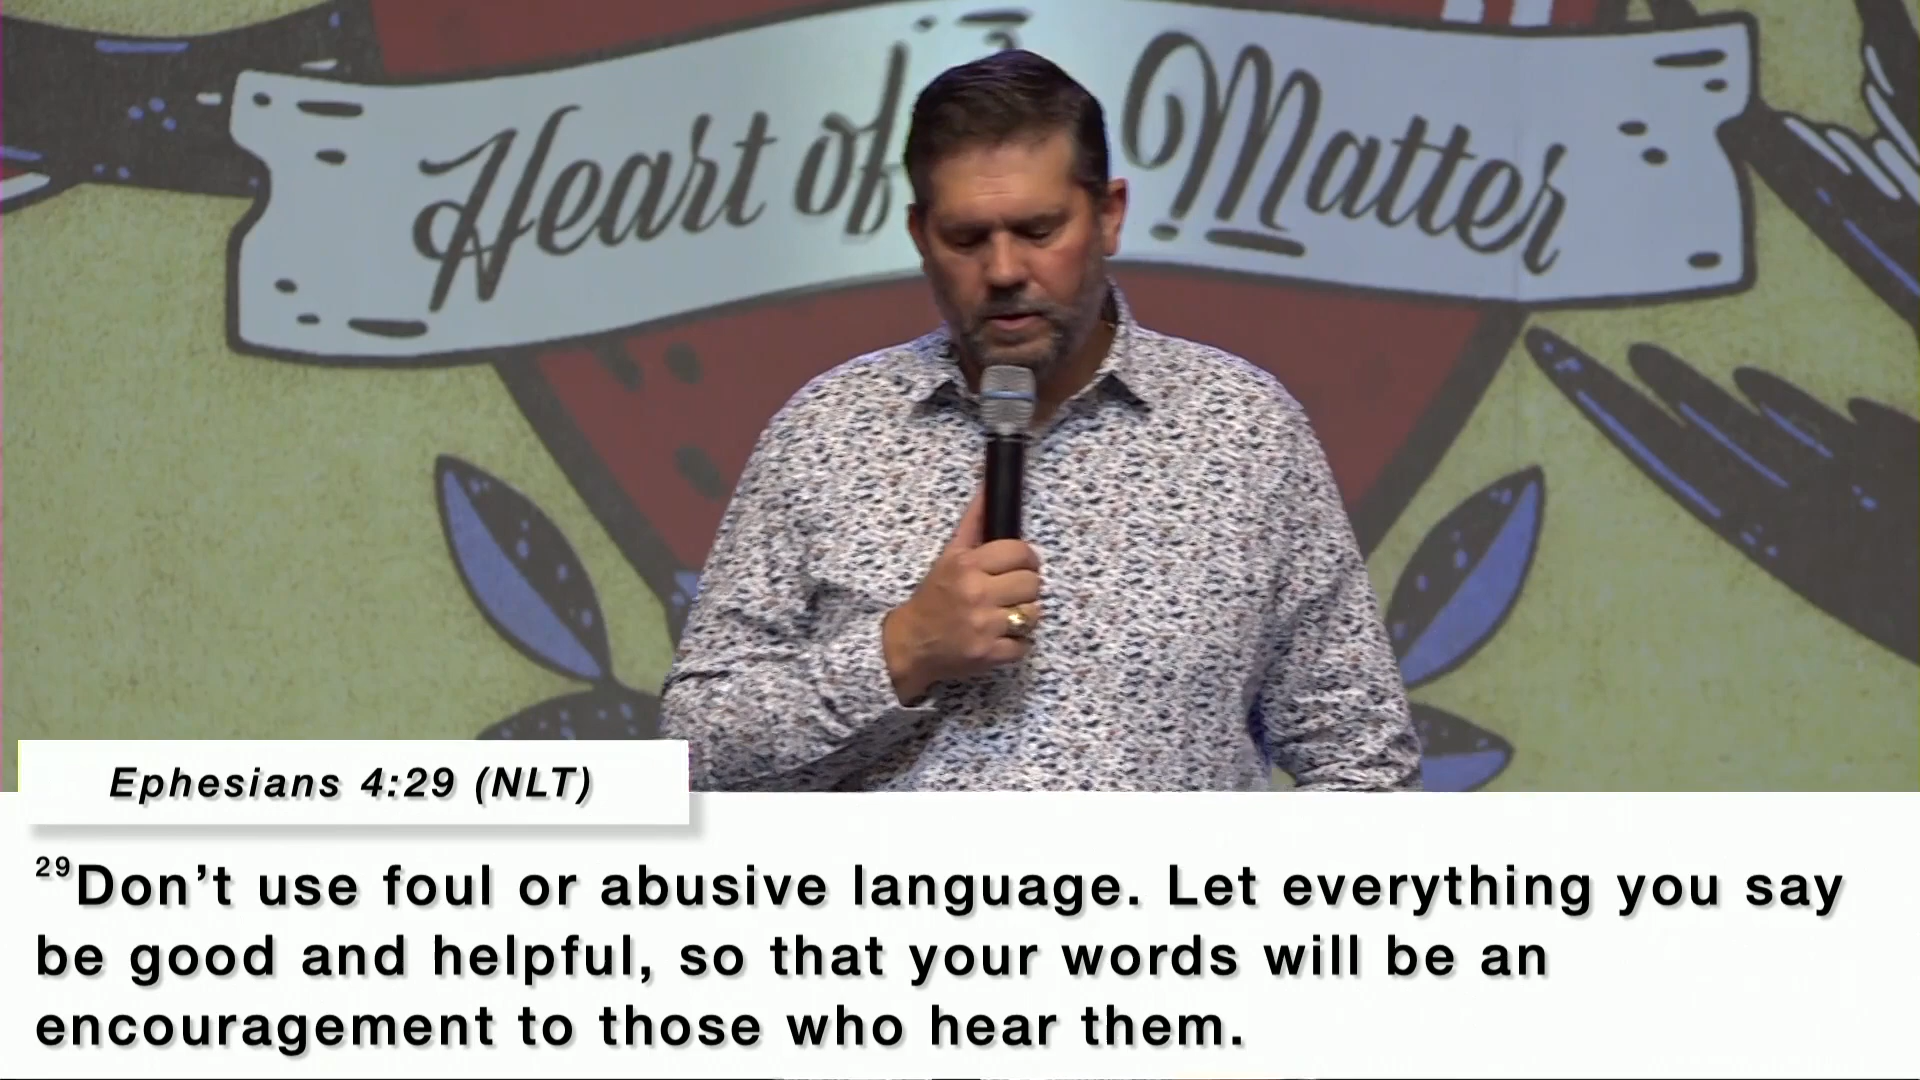 Heart of
Matter
Ephesians 4:29 (NLT)
29Don’t use foul or abusive language. Let everything you say
be good and helpful, so that your words will be an
encouragement to those who hear them.